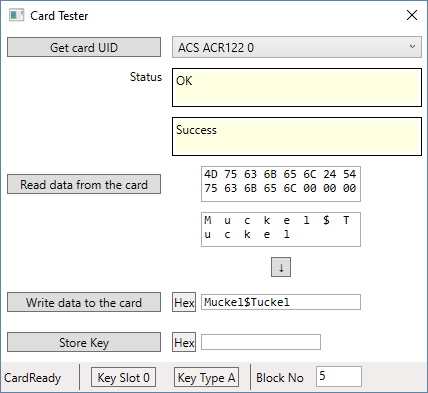 Card Tester
Get card UID
ACS ACR122 0
Status
OK
Success
Read data from the card
4D 75 63 6B 65 6C 24 54
75 63 6B 65 6C 00 00 00
M u c k e l $ T
u c k e l
↓
Write data to the card
Hex
Muckel$Tuckel
Store Key
Hex
CardReady
Key Slot 0
Key Type A
Block No
5